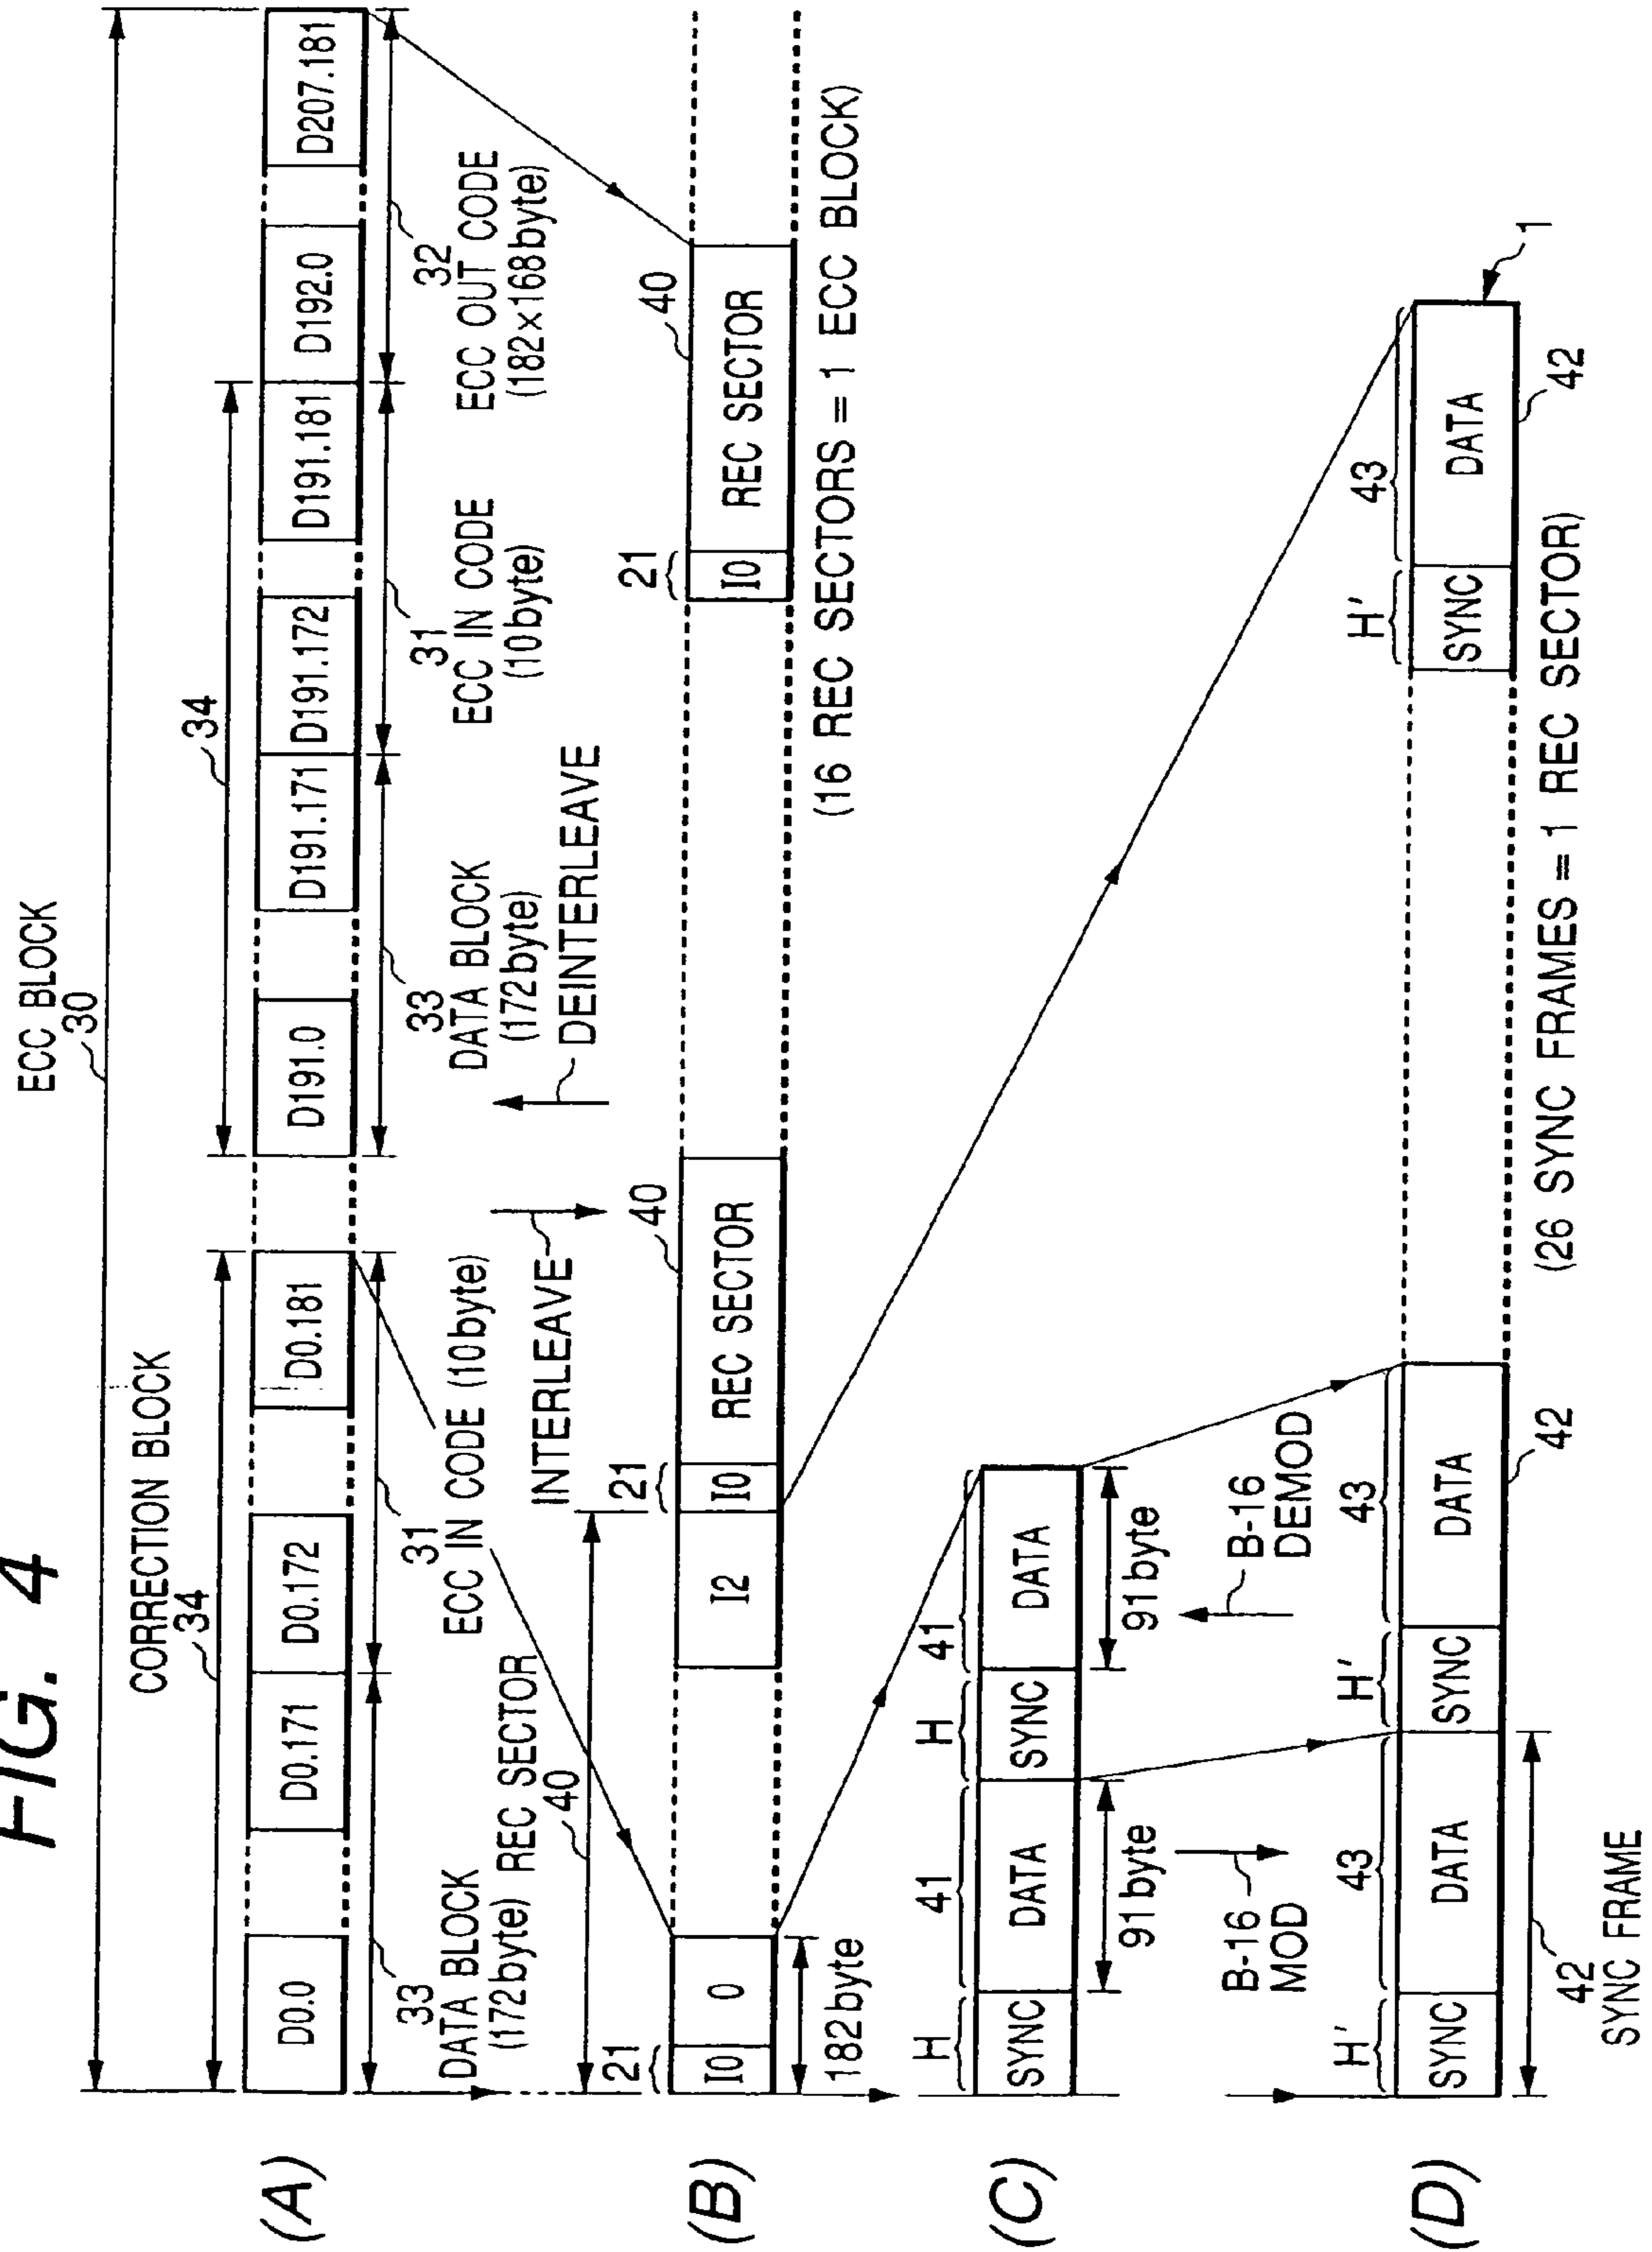 FIG. 4
ECC BLOCK
30
CORRECTION BLOCK
34
34
(A)
D0.0
D0.171
D0.172
D0.181
D191.0
D191.171
D191.172
D191.181
D192.0
D207.181
33
DATA BLOCK
(172byte)
31
ECC IN CODE (10byte)
33
DATA BLOCK
(172byte)
31
ECC IN CODE
(10byte)
32
ECC OUT CODE
(182×168byte)
REC SECTOR
40
INTERLEAVE
DEINTERLEAVE
(B)
21
I0
0
I2
21
I0
40
REC SECTOR
21
I0
40
REC SECTOR
182byte
(16 REC SECTORS = 1 ECC BLOCK)
(C)
H
41
H
41
SYNC
DATA
SYNC
DATA
91byte
91byte
B-16
MOD
B-16
DEMOD
(D)
H'
43
H'
43
H'
43
1
SYNC
DATA
SYNC
DATA
SYNC
DATA
42
SYNC FRAME
42
42
(26 SYNC FRAMES = 1 REC SECTOR)